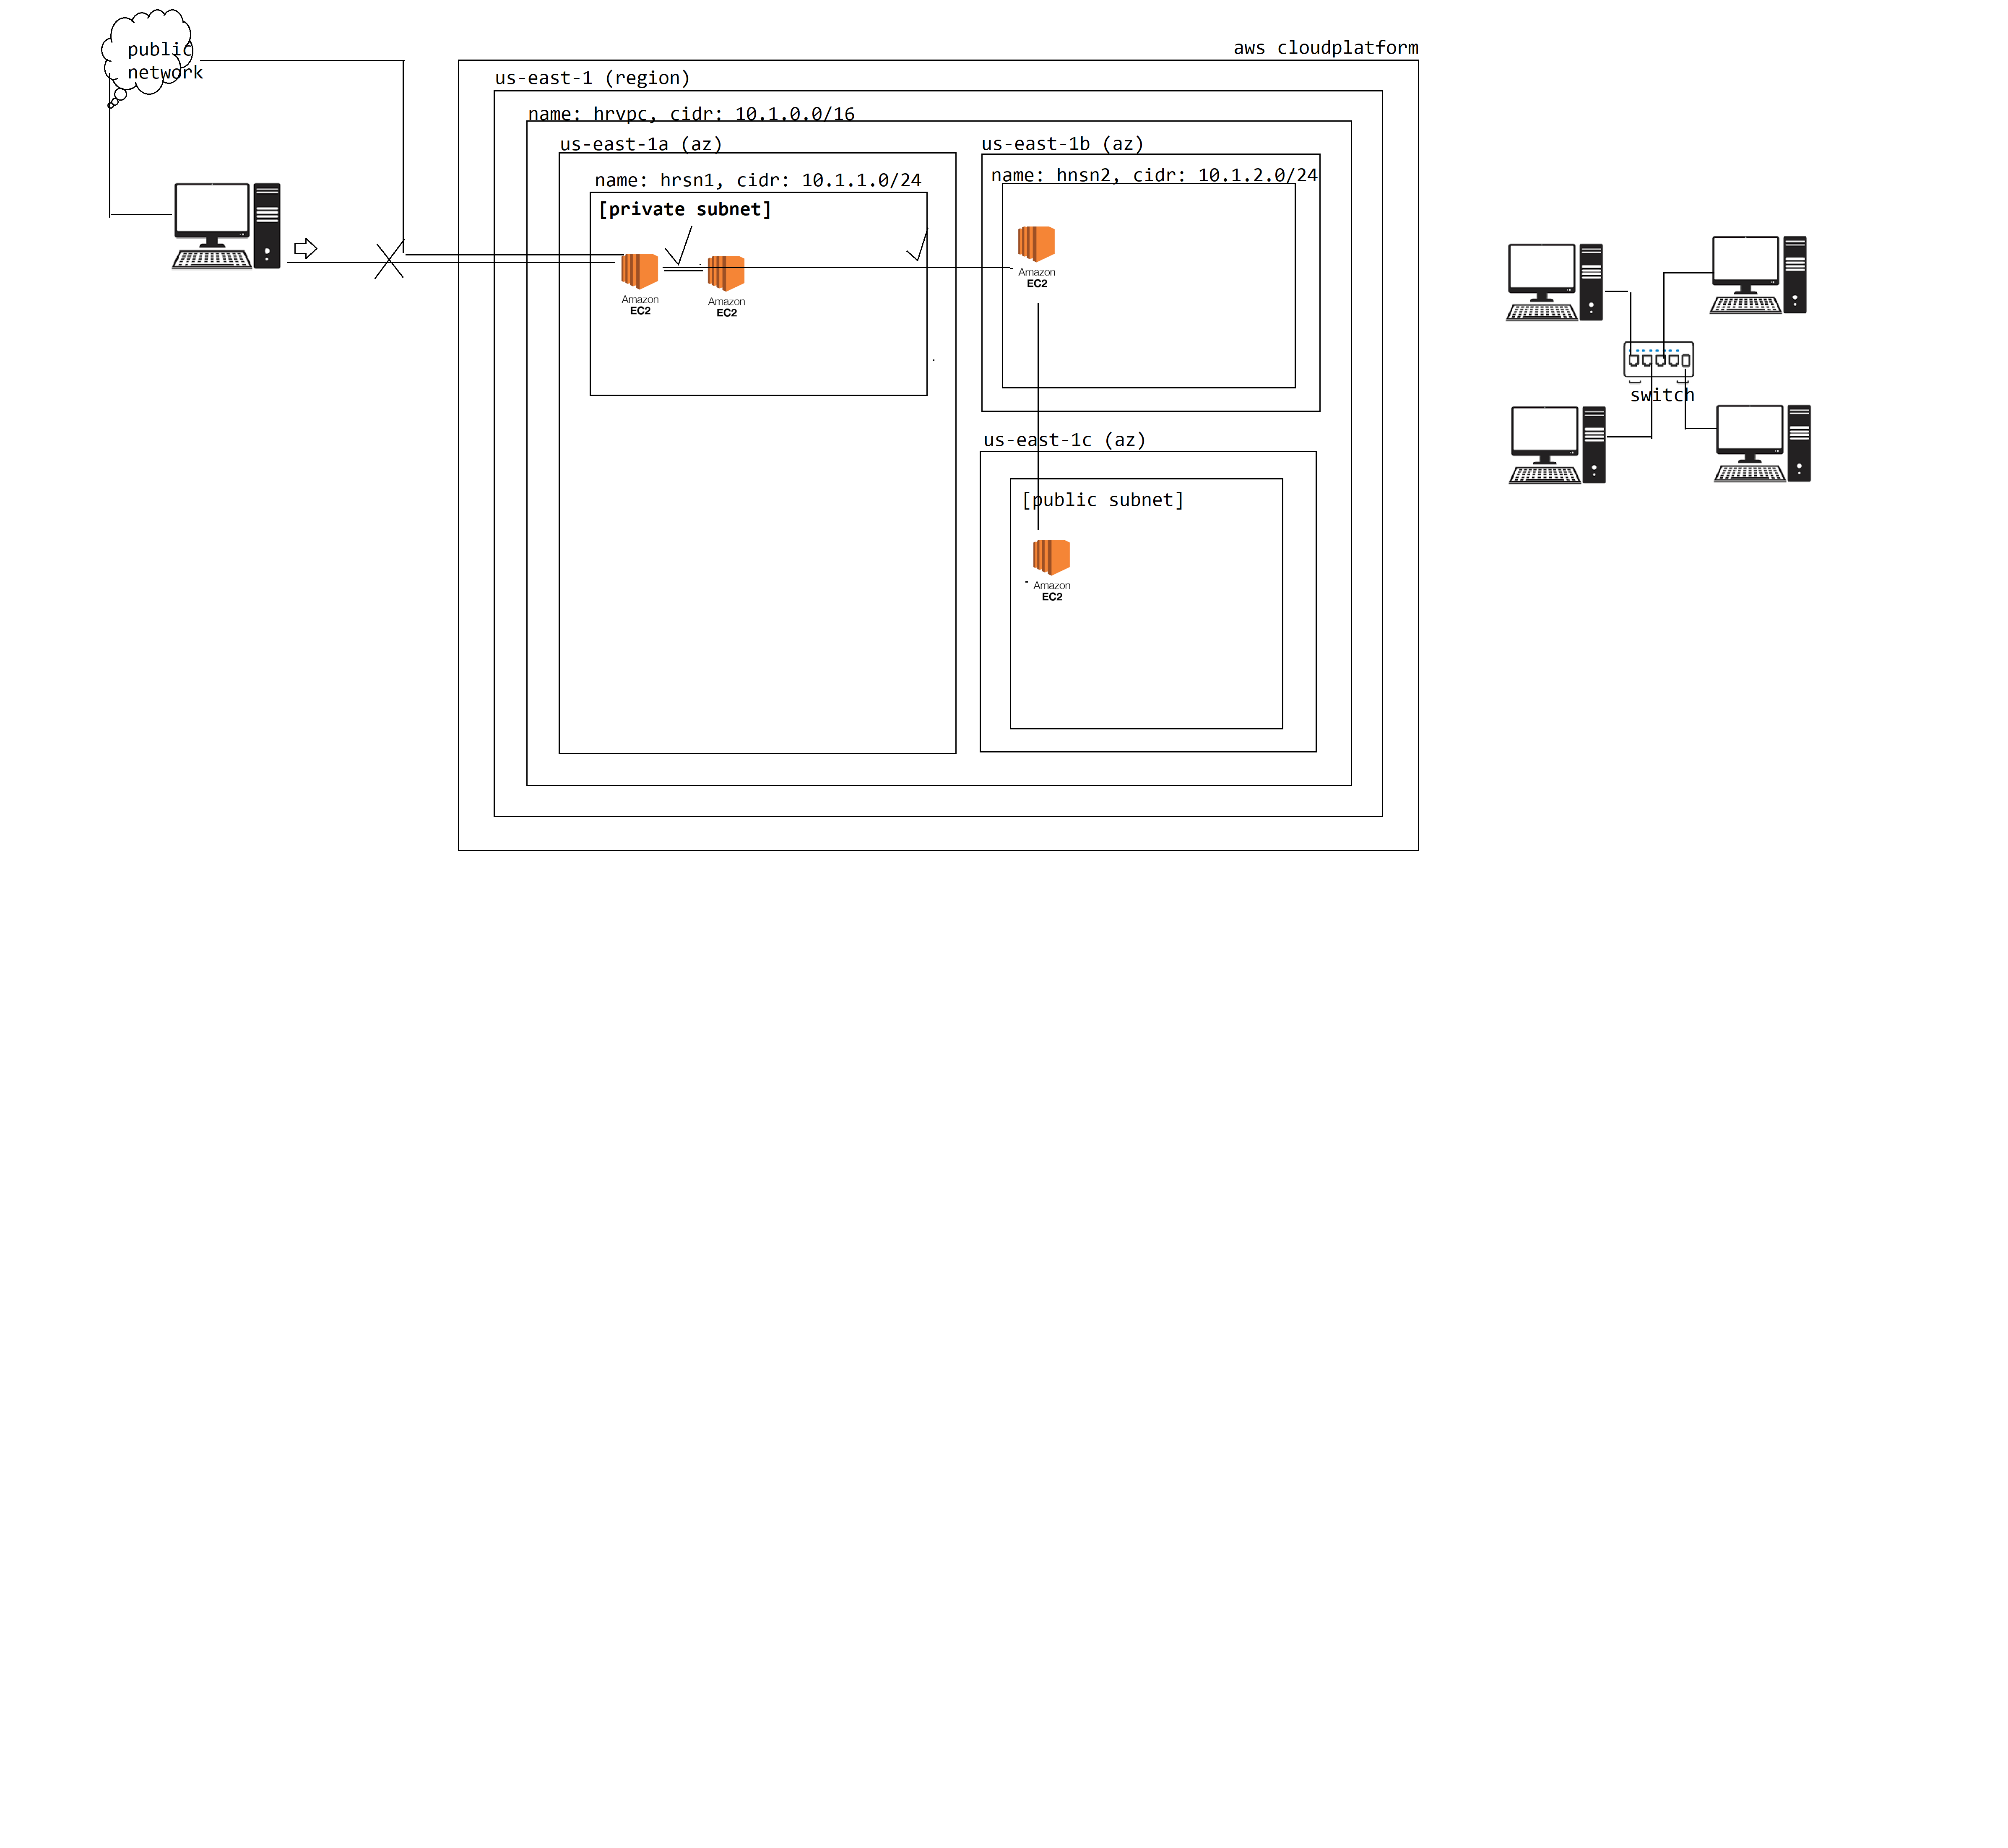 public
network
aws cloudplatform
us-east-1 (region)
name: hrvpc, cidr: 10.1.0.0/16
us-east-1a (az)
name: hrsn1, cidr: 10.1.1.0/24
[private subnet]
Amazon
EC2
Amazon
EC2
us-east-1b (az)
name: hnsn2, cidr: 10.1.2.0/24
Amazon
EC2
us-east-1c (az)
[public subnet]
Amazon
EC2
switch